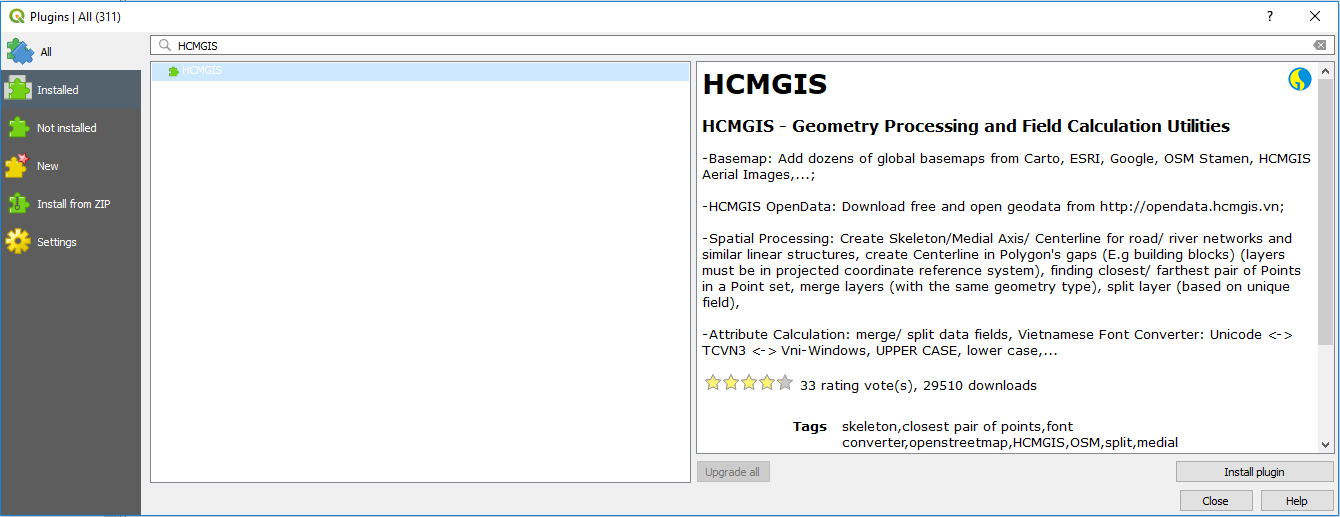 Plugins | All (311)
?
All
Installed
Not installed
New
Install from ZIP
Settings
HCMGIS
HCMGIS
HCMGIS
HCMGIS - Geometry Processing and Field Calculation Utilities
-Basemap: Add dozens of global basemaps from Carto, ESRI, Google, OSM Stamen, HCMGIS
Aerial Images,...;
-HCMGIS OpenData: Download free and open geodata from http://opendata.hcmgis.vn;
-Spatial Processing: Create Skeleton/Medial Axis/ Centerline for road/ river networks and
similar linear structures, create Centerline in Polygon's gaps (E.g building blocks) (layers
must be in projected coordinate reference system), finding closest/ farthest pair of Points
in a Point set, merge layers (with the same geometry type), split layer (based on unique
field),
-Attribute Calculation: merge/ split data fields, Vietnamese Font Converter: Unicode <->
TCVN3 <-> Vni-Windows, UPPER CASE, lower case,...
33 rating vote(s), 29510 downloads
Tags skeleton,closest pair of points,font
converter,openstreetmap,HCMGIS,OSM,split,medial
Upgrade all
Install plugin
Close
Help